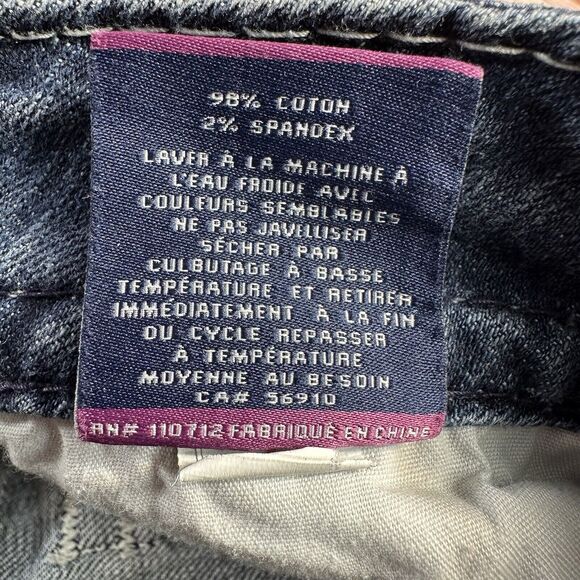 98% COTON
2% SPANDEX
LAVER À LA MACHINE À
L'EAU FROIDE AVEC
COULEURS SEMBLABLES
NE PAS JAVELLISER
SÉCHER PAR
CULBUTAGE À BASSE
TEMPÉRATURE ET RETIRER
IMMÉDIATEMENT À LA FIN
DU CYCLE REPASSER
À TEMPÉRATURE
MOYENNE AU BESOIN
CA# 56910
RN# 110712 FABRIQUÉ EN CHINE